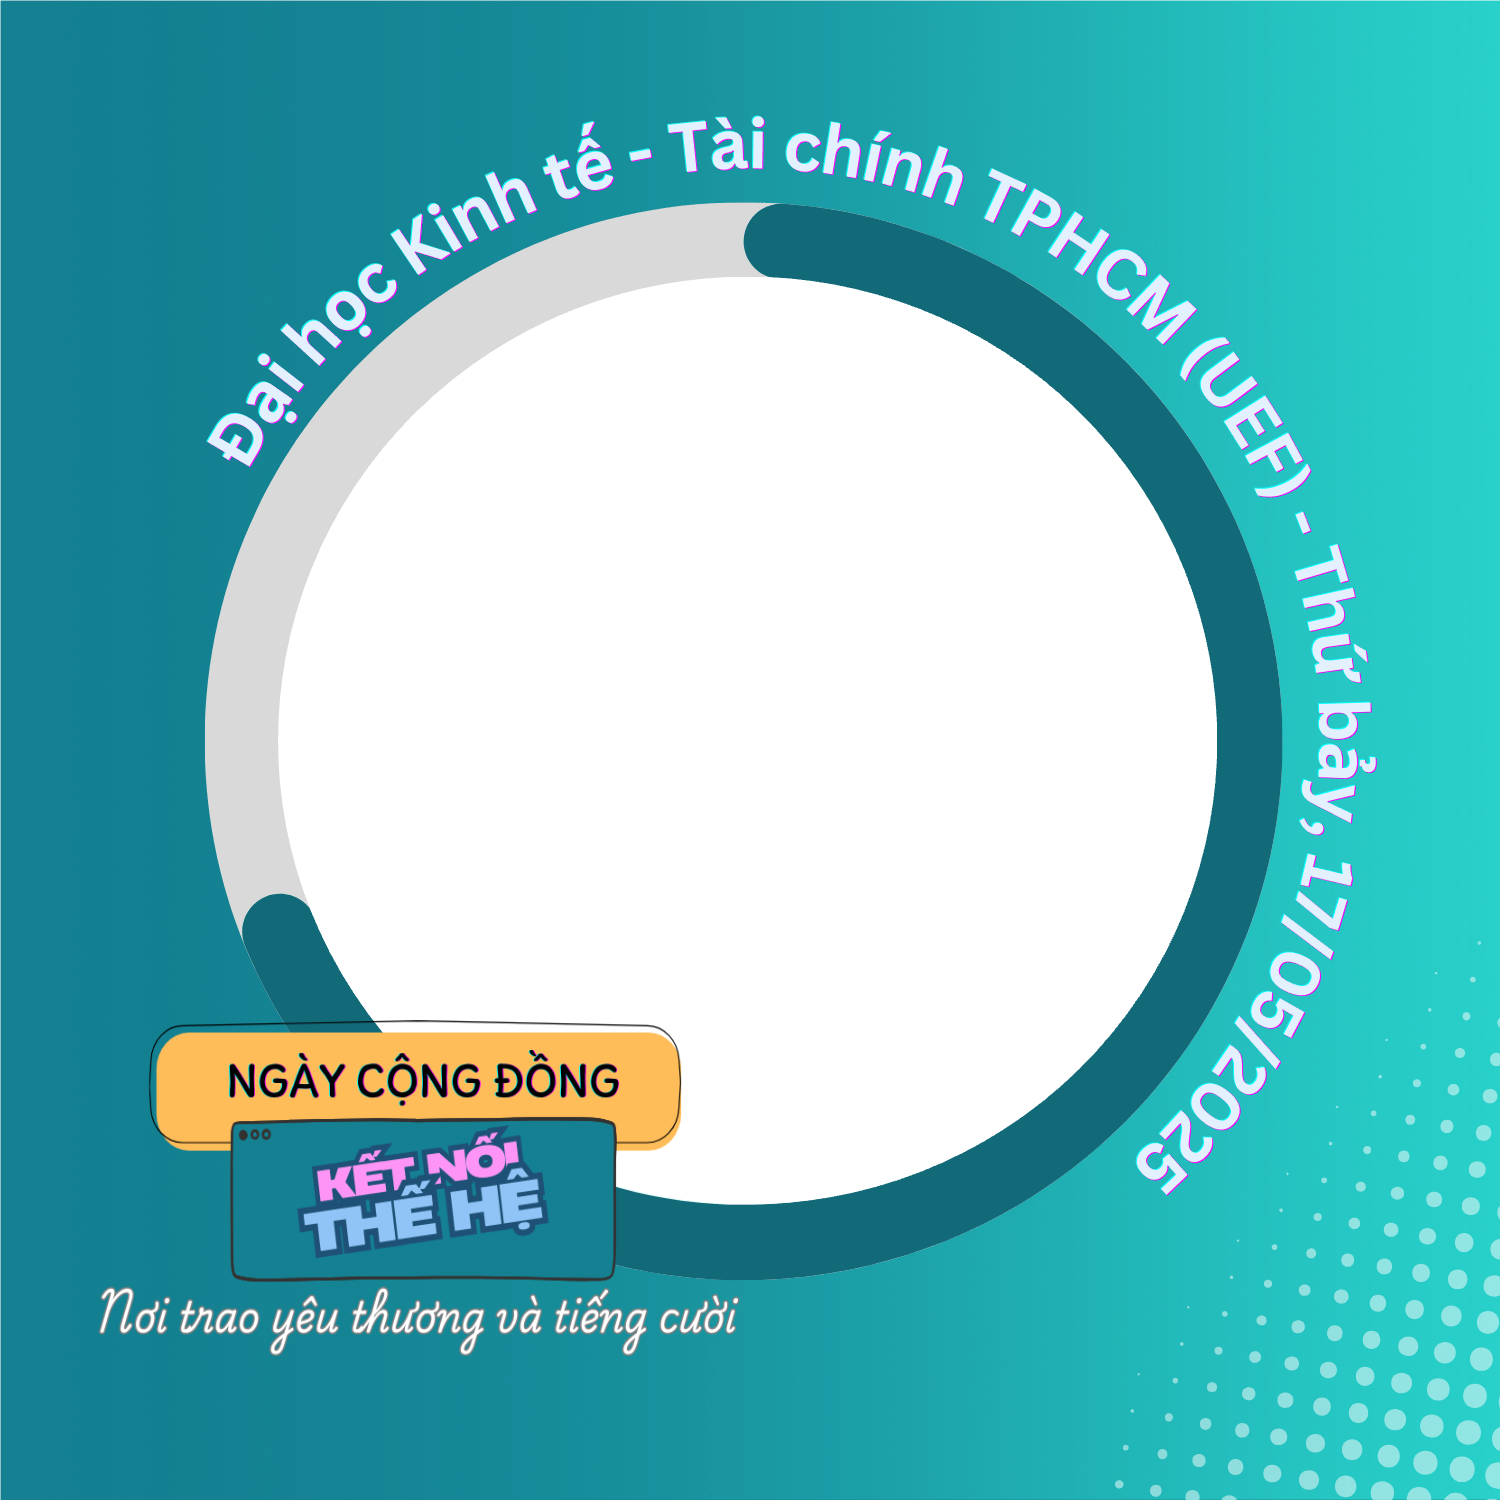 Đại học Kinh tế - Tài chính TPHCM (UEF) - Thứ bảy, 17/05/2025
NGÀY CỘNG ĐỒNG
KẾT NỐI
THẾ HỆ
Nơi trao yêu thương và tiếng cười